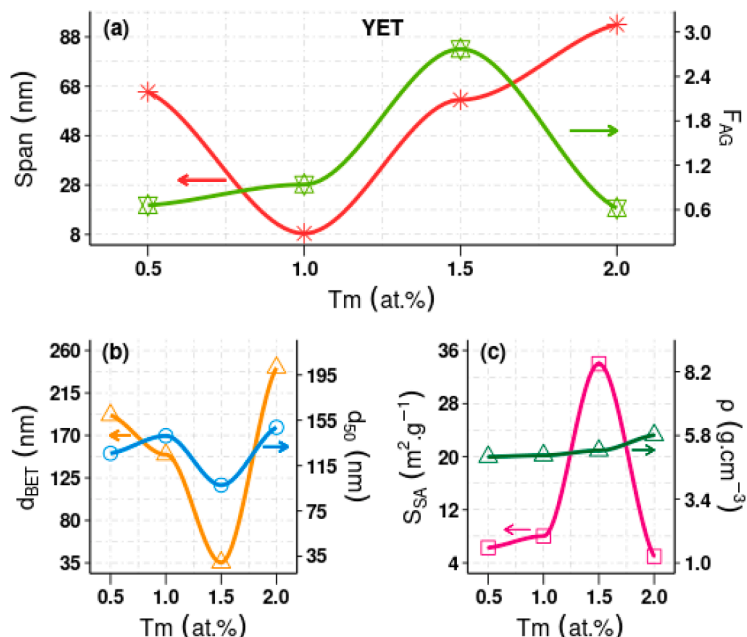 (a)
YET
Span (nm)
88
68
48
28
8
3.0
2.4
1.8
1.2
0.6
F_AG
0.5 1.0 1.5 2.0
Tm (at.%)
(b)
d_BET (nm)
260
215
170
125
80
35
195
155
115
75
35
d_50 (nm)
0.5 1.0 1.5 2.0
Tm (at.%)
(c)
S_SA (m².g⁻¹)
36
28
20
12
4
8.2
5.8
3.4
1.0
ρ (g.cm⁻³)
0.5 1.0 1.5 2.0
Tm (at.%)